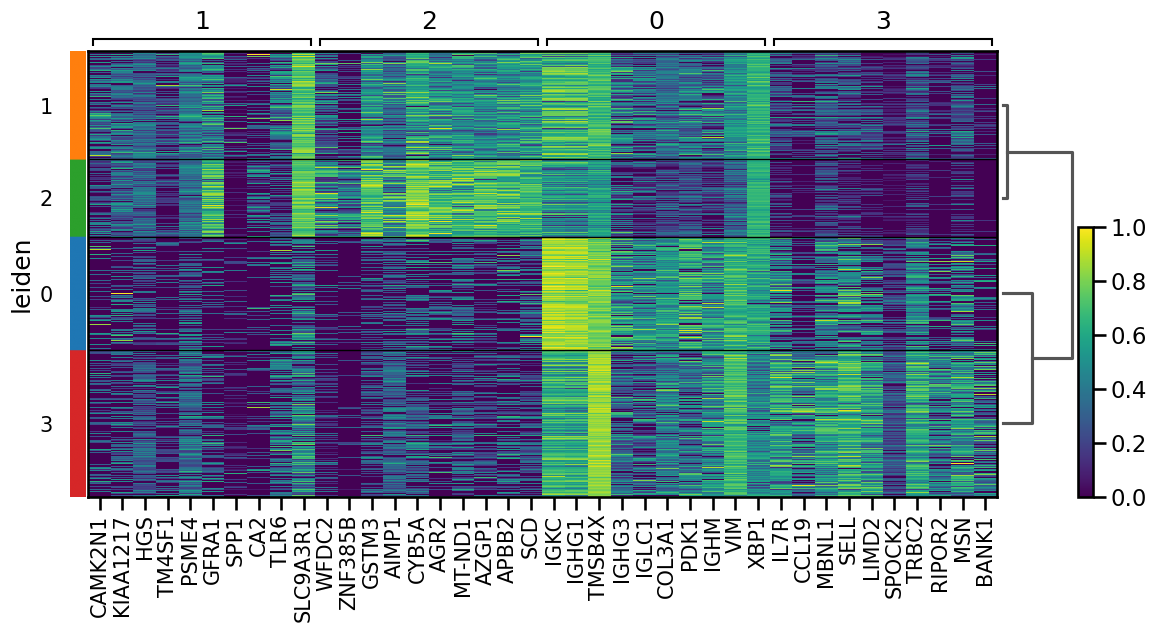 1 2 0 3
leiden
1
2
0
3
1.0
0.8
0.6
0.4
0.2
0.0
CAMK2N1
KIAA1217
HGS
TM4SF1
PSME4
GFRA1
SPP1
CA2
TLR6
SLC9A3R1
WFDC2
ZNF385B
GSTM3
AIMP1
CYB5A
AGR2
MT-ND1
AZGP1
APBB2
SCD
IGKC
IGHG1
TMSB4X
IGHG3
IGLC1
COL3A1
PDK1
IGHM
VIM
XBP1
IL7R
CCL19
MBNL1
SELL
LIMD2
SPOCK2
TRBC2
RIPOR2
MSN
BANK1